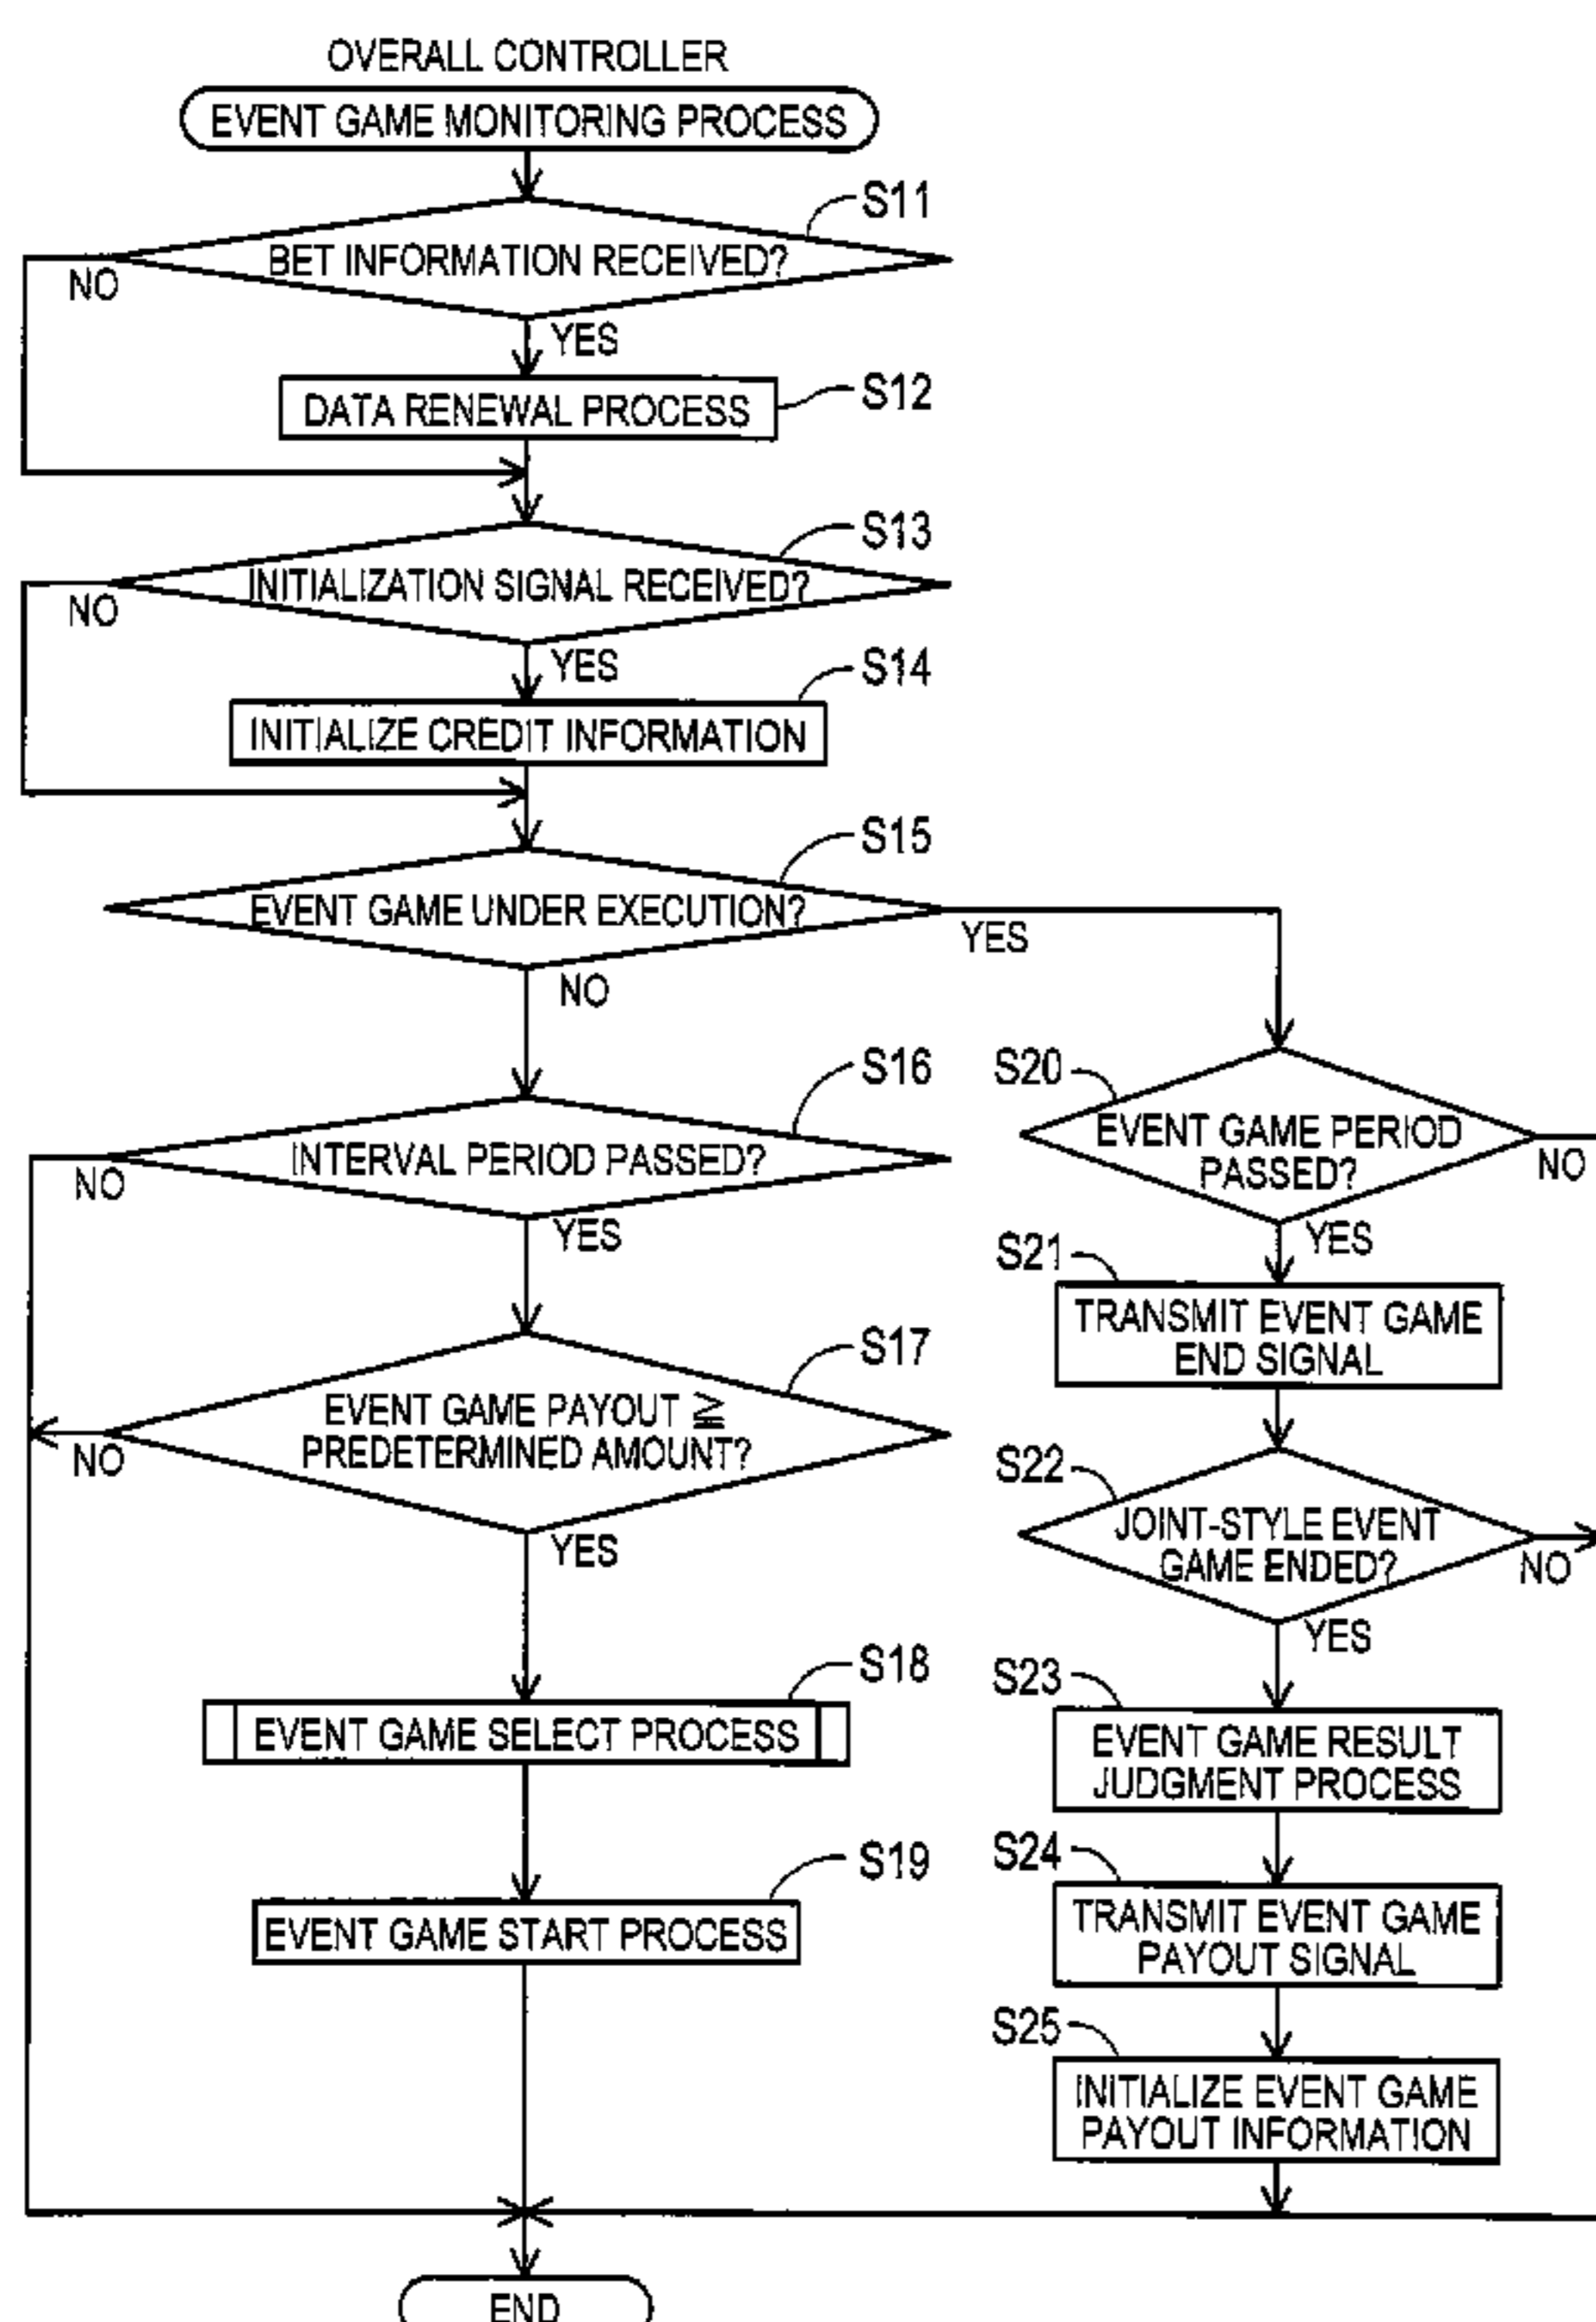 OVERALL CONTROLLER
EVENT GAME MONITORING PROCESS
S11
BET INFORMATION RECEIVED?
NO
YES
S12
DATA RENEWAL PROCESS
S13
INITIALIZATION SIGNAL RECEIVED?
NO
YES
S14
INITIALIZE CREDIT INFORMATION
S15
EVENT GAME UNDER EXECUTION?
YES
NO
S16
INTERVAL PERIOD PASSED?
NO
YES
S17
EVENT GAME PAYOUT ≧
PREDETERMINED AMOUNT?
NO
YES
S18
EVENT GAME SELECT PROCESS
S19
EVENT GAME START PROCESS
S20
EVENT GAME PERIOD
PASSED?
NO
YES
S21
TRANSMIT EVENT GAME
END SIGNAL
S22
JOINT-STYLE EVENT
GAME ENDED?
NO
YES
S23
EVENT GAME RESULT
JUDGMENT PROCESS
S24
TRANSMIT EVENT GAME
PAYOUT SIGNAL
S25
INITIALIZE EVENT GAME
PAYOUT INFORMATION
END